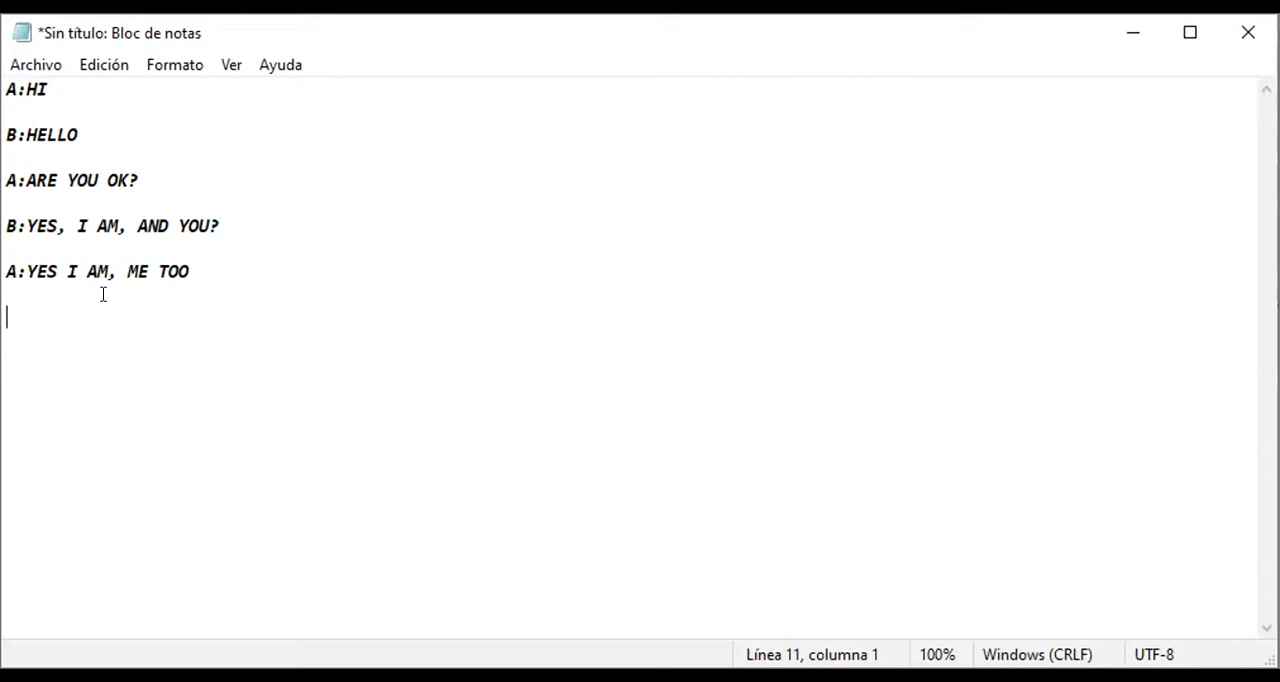 *Sin título: Bloc de notas
Archivo Edición Formato Ver Ayuda
A:HI
B:HELLO
A:ARE YOU OK?
B:YES, I AM, AND YOU?
A:YES I AM, ME TOO
Línea 11, columna 1 100% Windows (CRLF) UTF-8